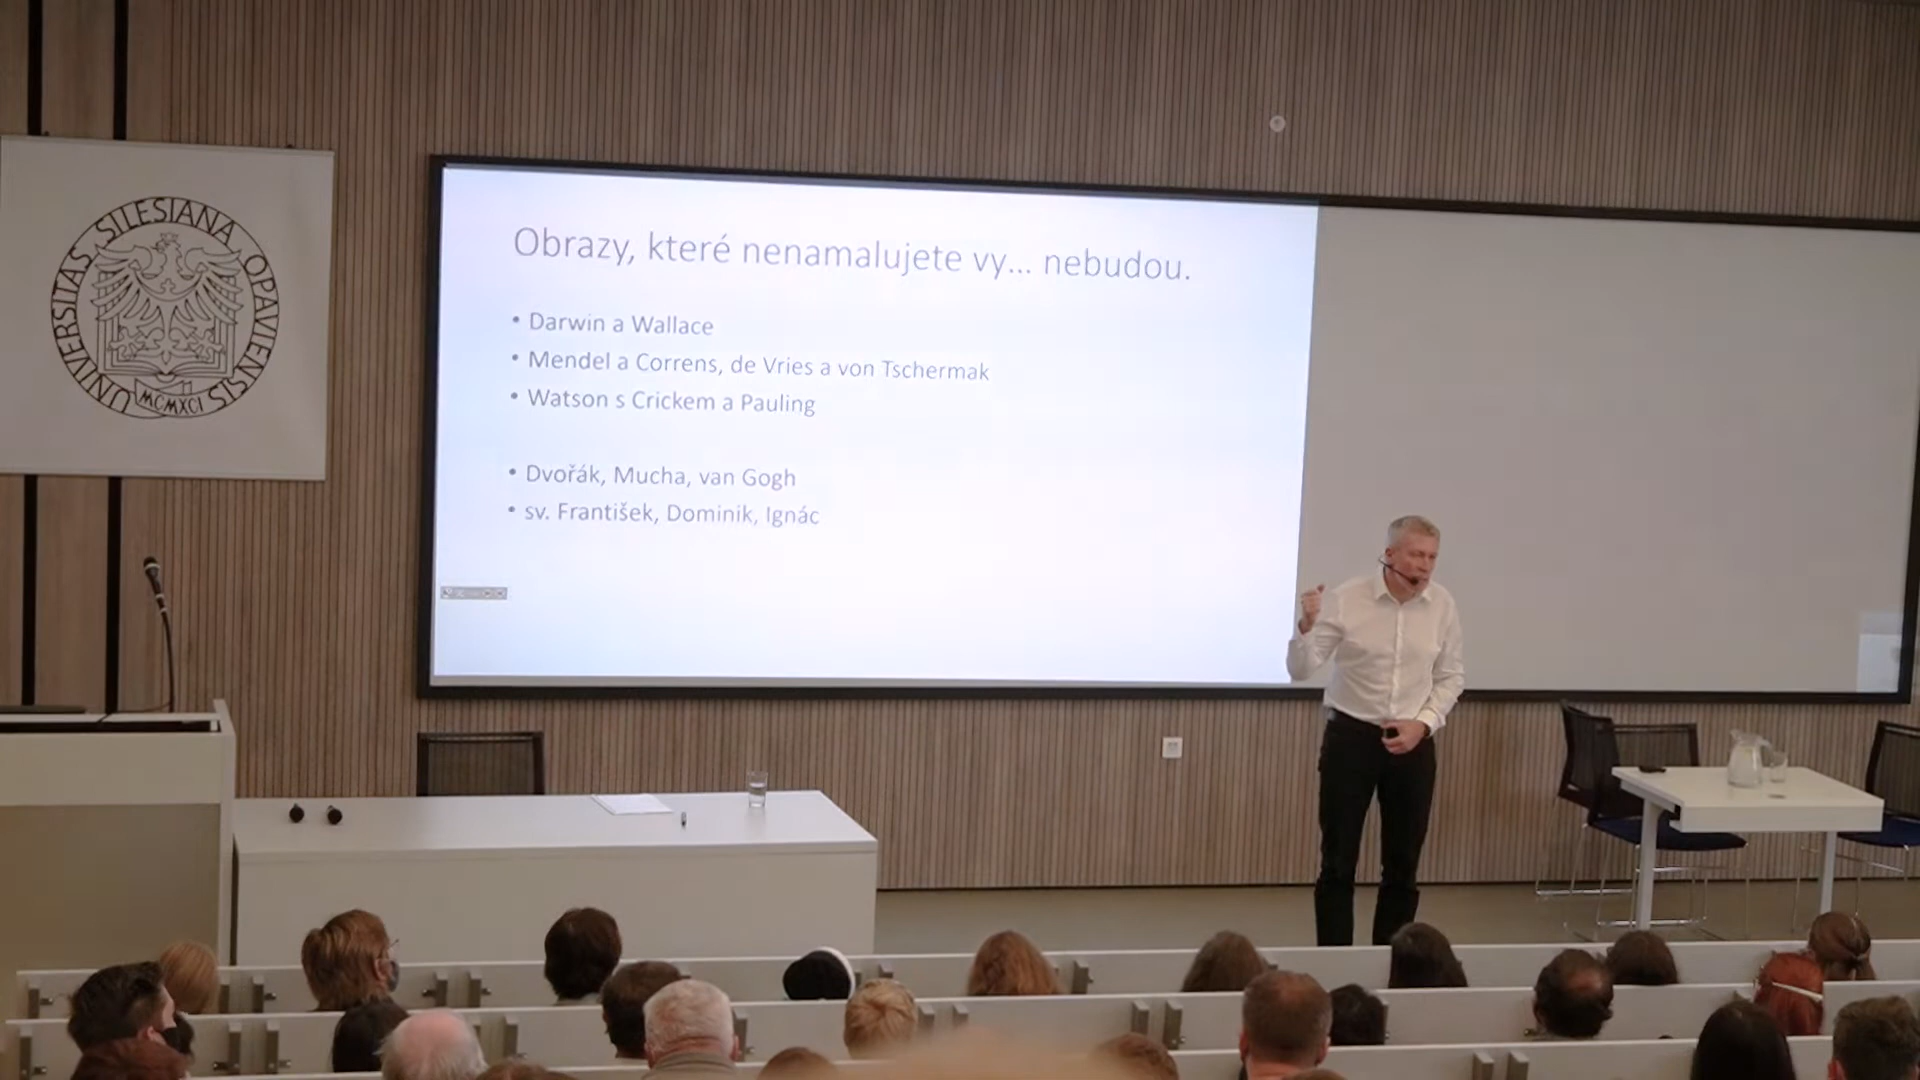 UNIVERSITAS SILESIANA OPAVIENSIS
MCMXCI
Obrazy, které nenamalujete vy... nebudou.
• Darwin a Wallace
• Mendel a Correns, de Vries a von Tschermak
• Watson s Crickem a Pauling
• Dvořák, Mucha, van Gogh
• sv. František, Dominik, Ignác